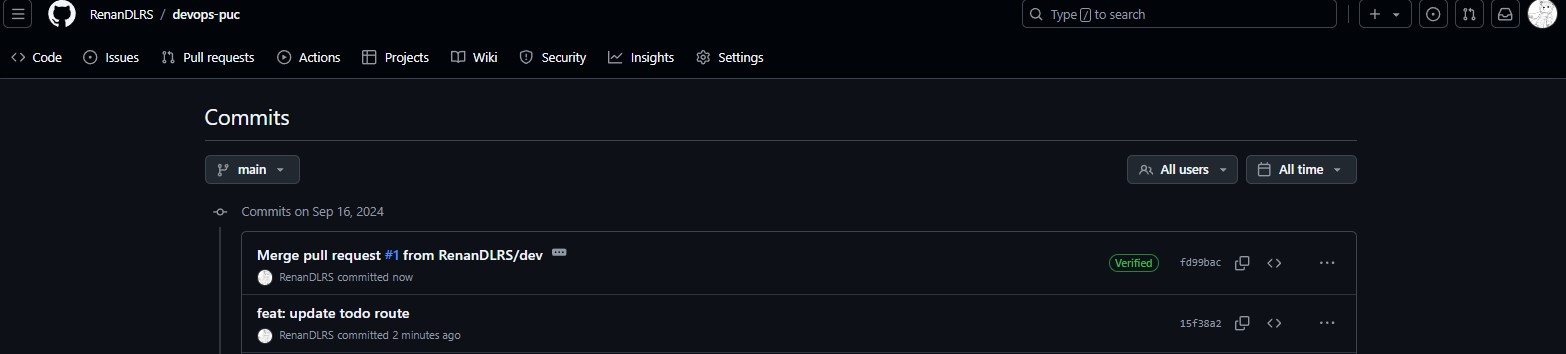 RenanDLRS / devops-puc
Type / to search
Code Issues Pull requests Actions Projects Wiki Security Insights Settings
Commits
main
All users All time
Commits on Sep 16, 2024
Merge pull request #1 from RenanDLRS/dev
Verified fd99bac
RenanDLRS committed now
feat: update todo route
15f38a2
RenanDLRS committed 2 minutes ago